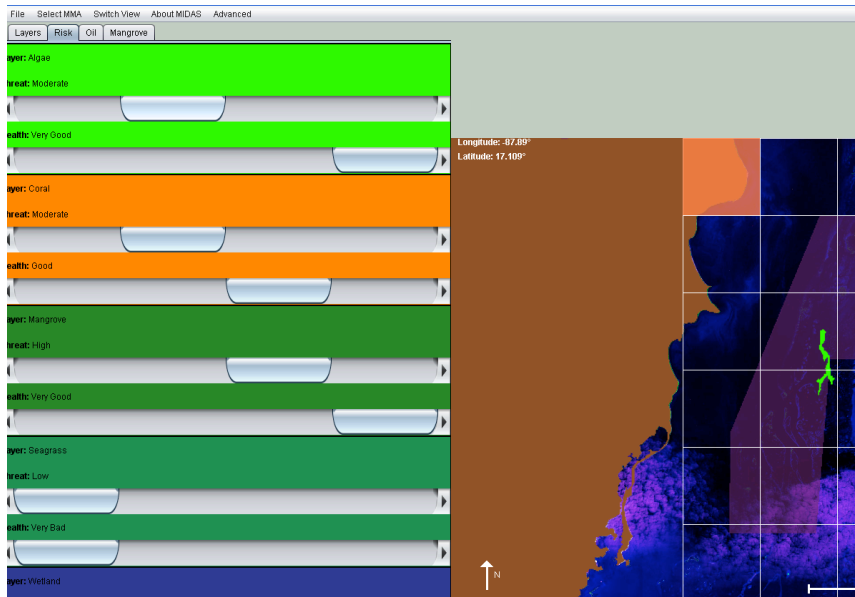 File Select MMA Switch View About MIDAS Advanced
Layers Risk Oil Mangrove
ayer: Algae
hreat: Moderate
ealth: Very Good
ayer: Coral
hreat: Moderate
ealth: Good
ayer: Mangrove
hreat: High
ealth: Very Good
ayer: Seagrass
hreat: Low
ealth: Very Bad
ayer: Wetland
Longitude: -87.89°
Latitude: 17.109°
N